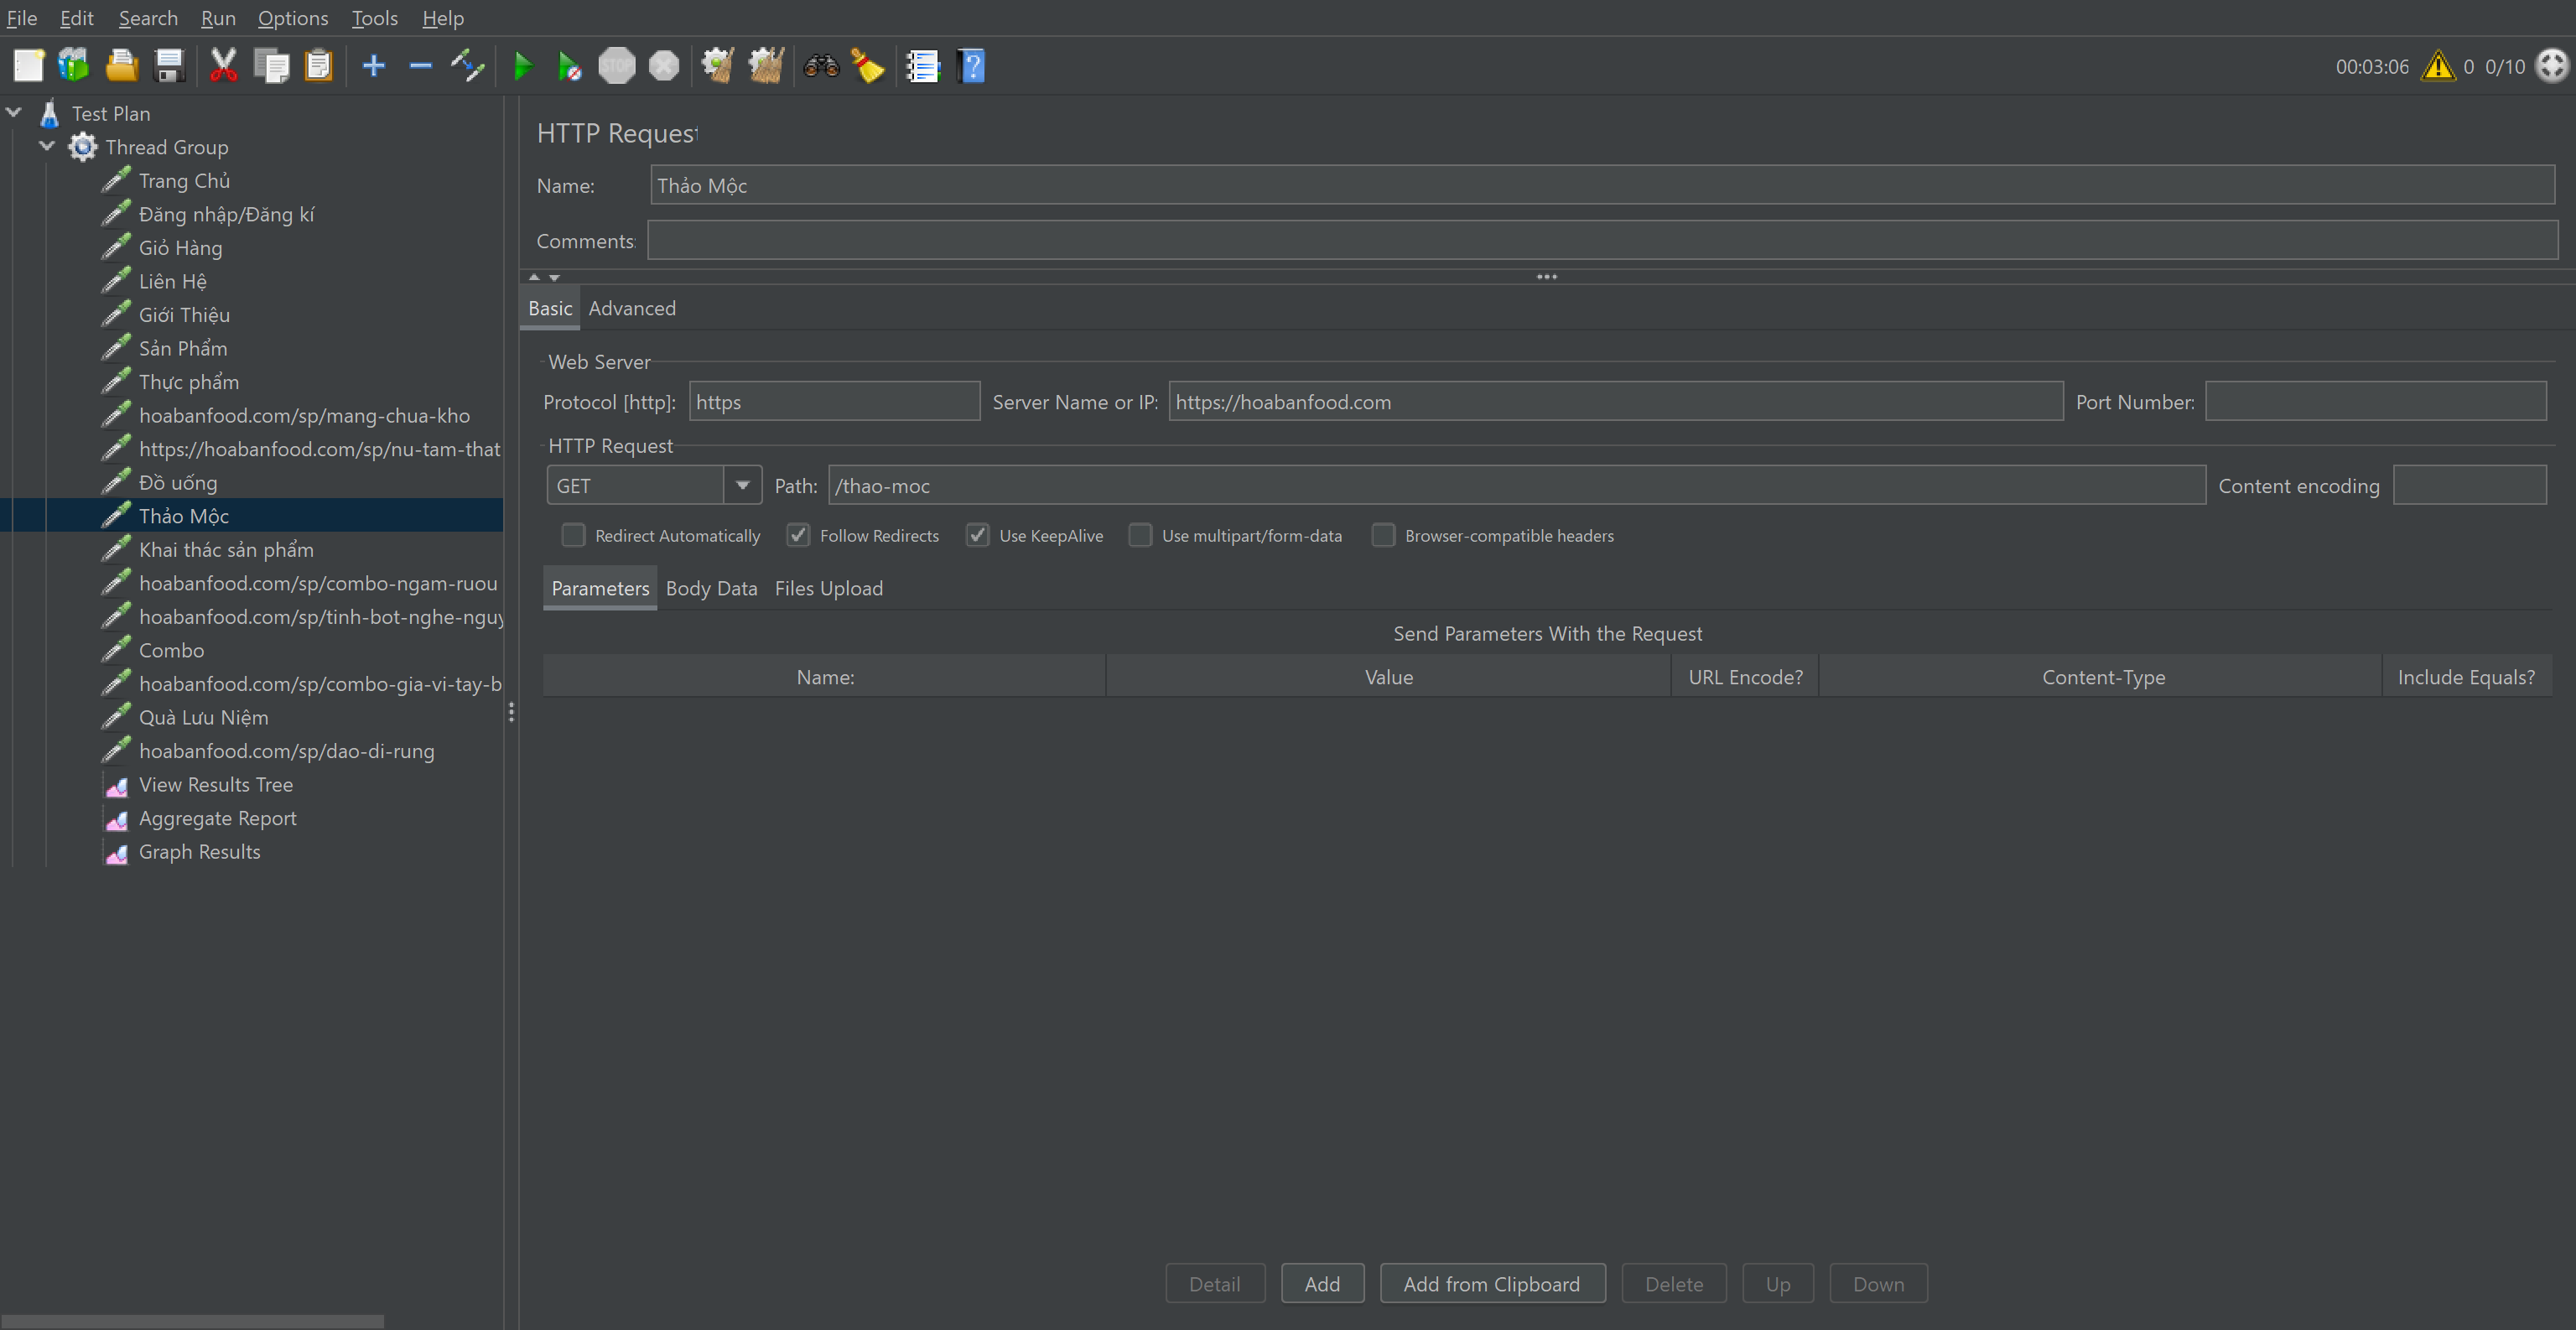 File Edit Search Run Options Tools Help
STOP
00:03:06 0 0/10
Test Plan
Thread Group
Trang Chủ
Đăng nhập/Đăng kí
Giỏ Hàng
Liên Hệ
Giới Thiệu
Sản Phẩm
Thực phẩm
hoabanfood.com/sp/mang-chua-kho
https://hoabanfood.com/sp/nu-tam-that
Đồ uống
Thảo Mộc
Khai thác sản phẩm
hoabanfood.com/sp/combo-ngam-ruou
hoabanfood.com/sp/tinh-bot-nghe-nguy
Combo
hoabanfood.com/sp/combo-gia-vi-tay-b
Quà Lưu Niệm
hoabanfood.com/sp/dao-di-rung
View Results Tree
Aggregate Report
Graph Results
HTTP Request
Name: Thảo Mộc
Comments:
Basic Advanced
Web Server
Protocol [http]: https Server Name or IP: https://hoabanfood.com Port Number:
HTTP Request
GET Path: /thao-moc Content encoding
Redirect Automatically Follow Redirects Use KeepAlive Use multipart/form-data Browser-compatible headers
Parameters Body Data Files Upload
Send Parameters With the Request
Name: Value URL Encode? Content-Type Include Equals?
Detail Add Add from Clipboard Delete Up Down